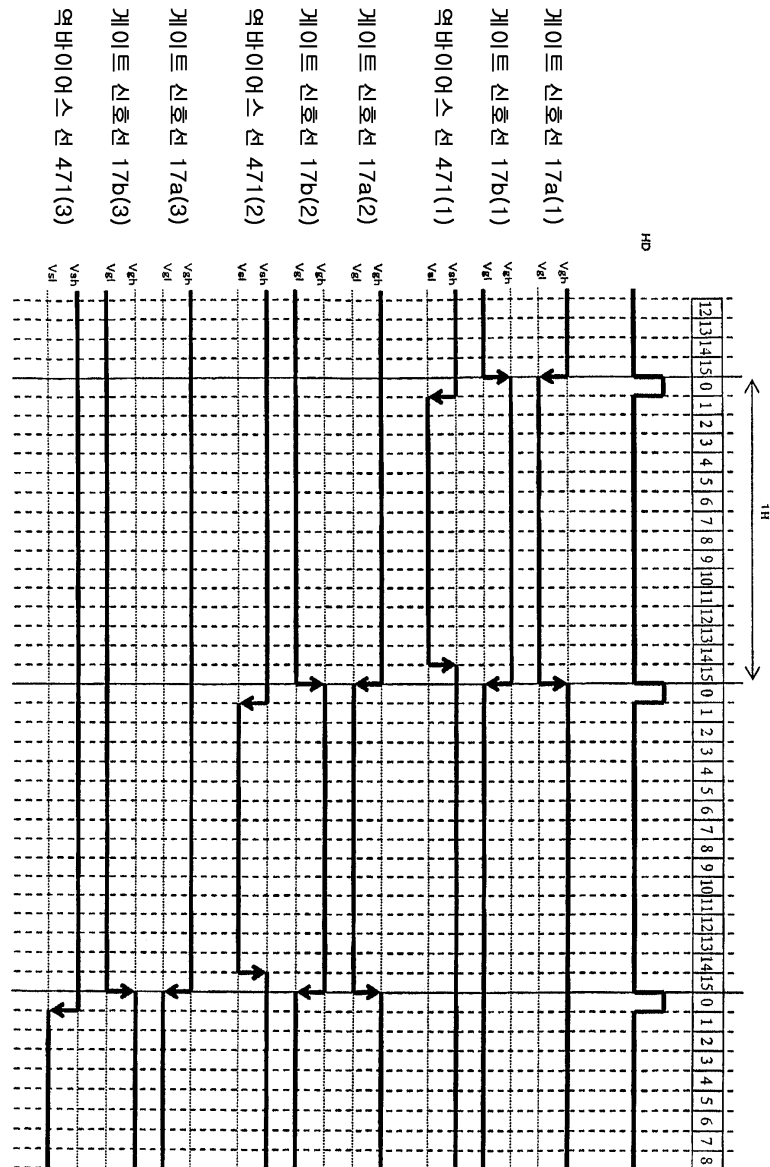 1H
12 13 14 15 0 1 2 3 4 5 6 7 8 9 10 11 12 13 14 15 0 1 2 3 4 5 6 7 8 9 10 11 12 13 14 15 0 1 2 3 4 5 6 7 8
HD
게이트 신호선 17a(1) Vgh
Vgl
게이트 신호선 17b(1) Vgh
Vgl
역바이어스 선 471(1) Vsh
Vsl
게이트 신호선 17a(2) Vgh
Vgl
게이트 신호선 17b(2) Vgh
Vgl
역바이어스 선 471(2) Vsh
Vsl
게이트 신호선 17a(3) Vgh
Vgl
게이트 신호선 17b(3) Vgh
Vgl
역바이어스 선 471(3) Vsh
Vsl